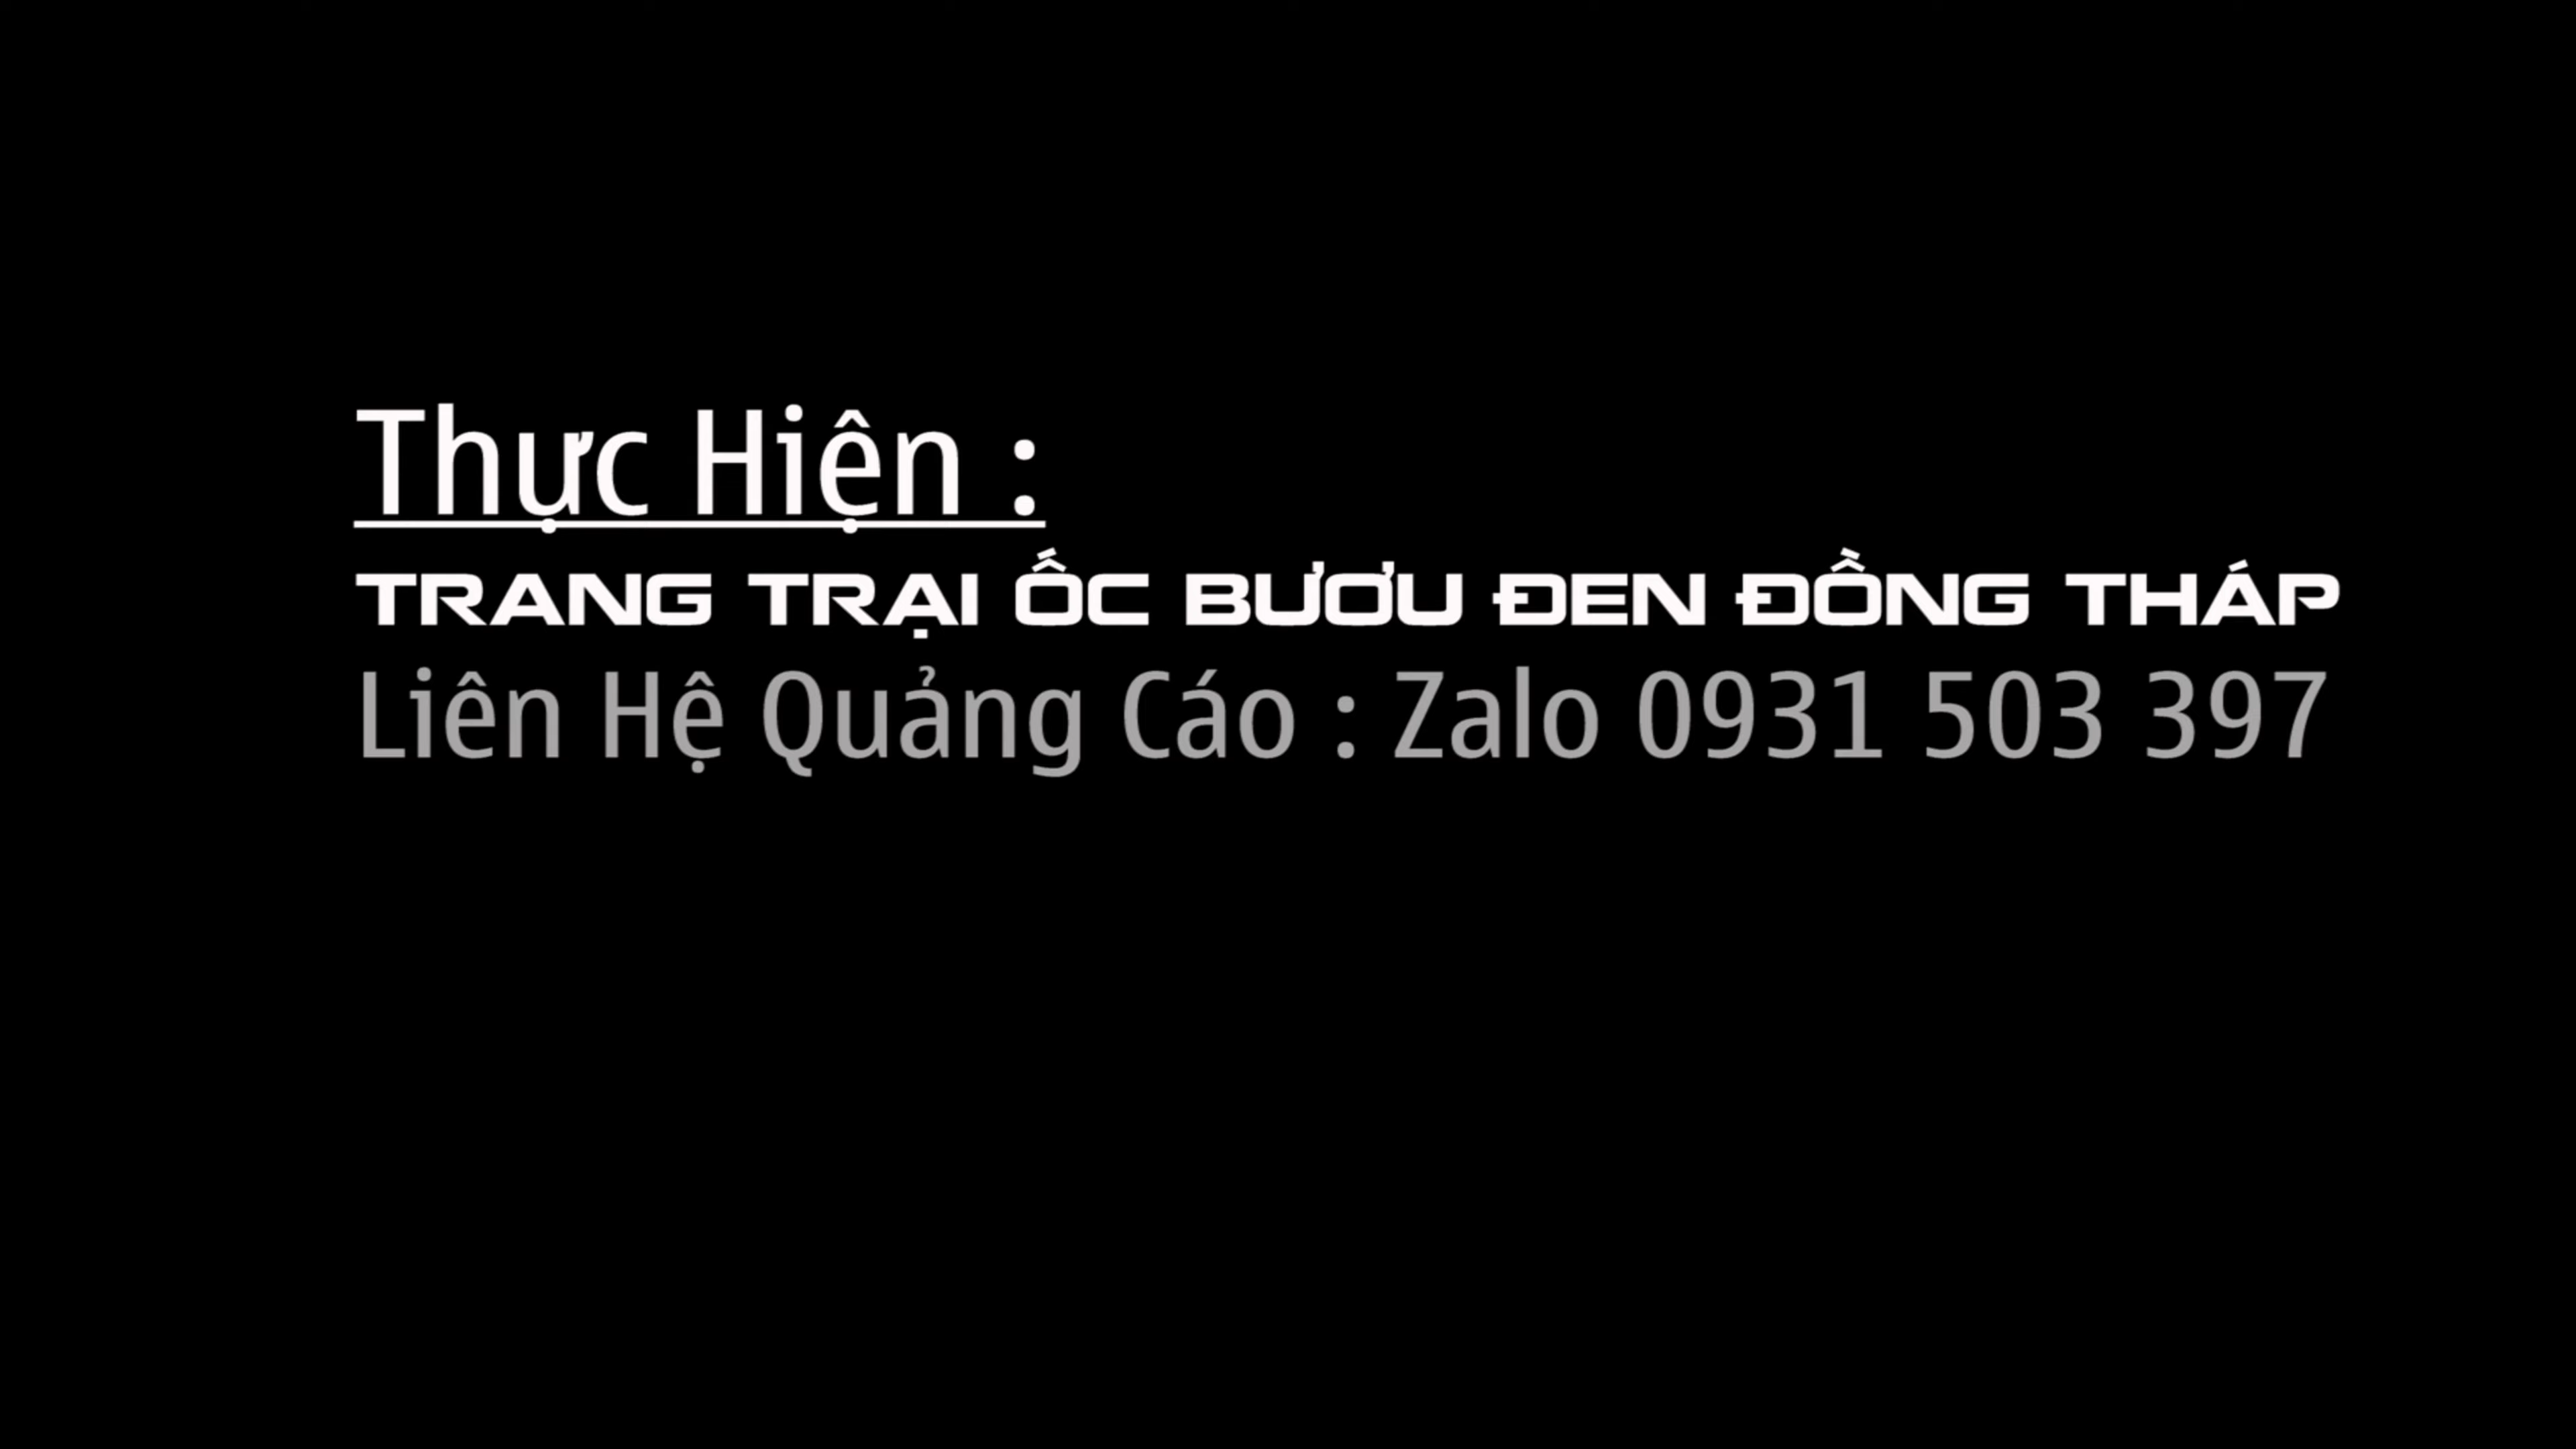 Thực Hiện :
TRANG TRẠI ỐC BƯƠU ĐEN ĐỒNG THÁP
Liên Hệ Quảng Cáo : Zalo 0931 503 397